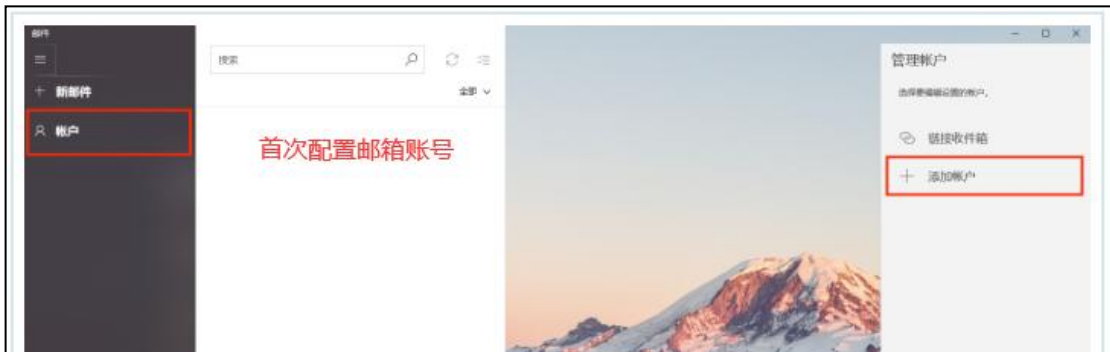 邮件
新邮件
帐户
搜索
全部
首次配置邮箱账号
管理帐户
选择要编辑设置的帐户。
链接收件箱
添加帐户